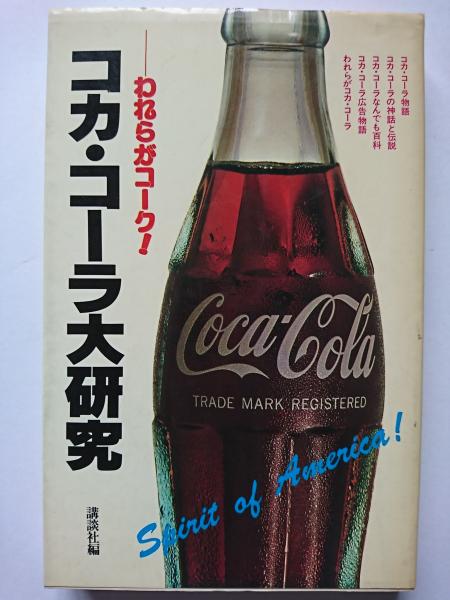 コカ・コーラ物語
コカ・コーラの神話と伝説
コカ・コーラなんでも百科
コカ・コーラ広告物語
われらがコカ・コーラ
──われらがコーク!
コカ・コーラ大研究
講談社編
Coca-Cola
TRADE MARK REGISTERED
Spirit of America!